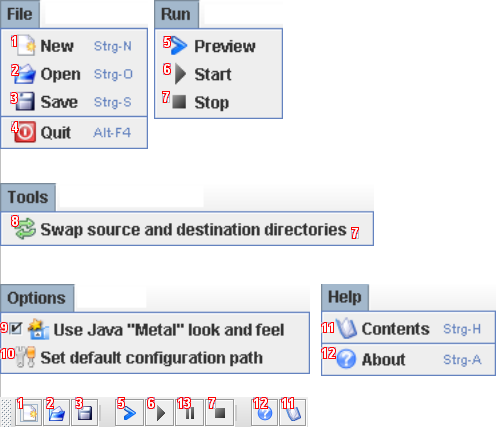 File
1 New Strg-N
2 Open Strg-O
3 Save Strg-S
4 Quit Alt-F4
Run
5 Preview
6 Start
7 Stop
Tools
8 Swap source and destination directories 7
Options
9 Use Java "Metal" look and feel
10 Set default configuration path
Help
11 Contents Strg-H
12 About Strg-A
1 2 3 5 6 13 7 12 11